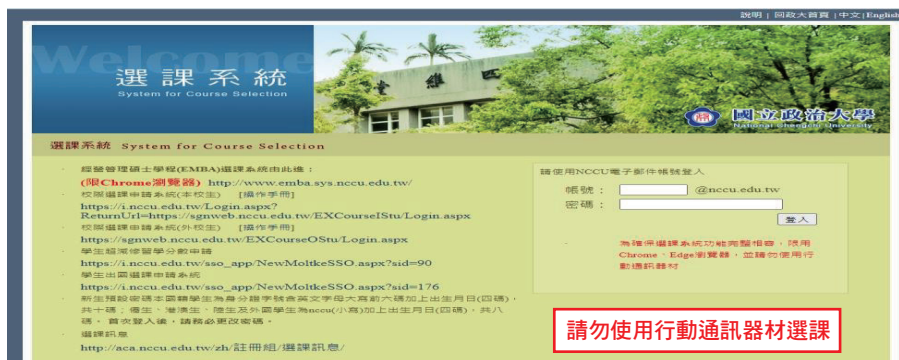 說明 | 回政大首頁 |中文|English
Welcome
選 課 系 統
System for Course Selection
堂 維 四
國立政治大學
National Chengchi University
選課系統 System for Course Selection
經營管理碩士學程(EMBA)選課系統由此進：
(限Chrome瀏覽器) http://www.emba.sys.nccu.edu.tw/
校際選課申請系統(本校生) [操作手冊]
https://i.nccu.edu.tw/Login.aspx?
ReturnUrl=https://sgnweb.nccu.edu.tw/EXCourseIStu/Login.aspx
校際選課申請系統(外校生) [操作手冊]
https://sgnweb.nccu.edu.tw/EXCourseOStu/Login.aspx
學生超減修習學分數申請
https://i.nccu.edu.tw/sso_app/NewMoltkeSSO.aspx?sid=90
學生出國選課申請系統
https://i.nccu.edu.tw/sso_app/NewMoltkeSSO.aspx?sid=176
新生預設密碼本國籍學生為身分證字號含英文字母大寫前六碼加上出生月日(四碼)，
共十碼；僑生、港澳生、陸生及外國學生為nccu(小寫)加上出生月日(四碼)，共八
碼。 首次登入後，請務必更改密碼。
選課訊息
http://aca.nccu.edu.tw/zh/註冊組/選課訊息/
請使用NCCU電子郵件帳號登入
帳號： @nccu.edu.tw
密碼：
登入
為確保選課系統功能完整相容，限用
Chrome、Edge瀏覽器，並請勿使用行
動通訊器材
請勿使用行動通訊器材選課